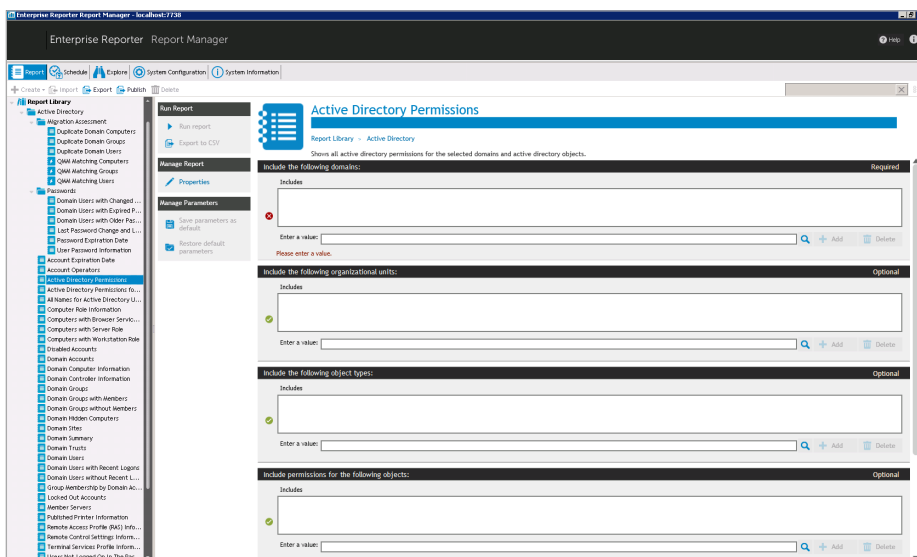 Enterprise Reporter Report Manager - localhost:7738
Enterprise Reporter Report Manager
Help
Report Schedule Explore System Configuration System Information
Create Import Export Publish Delete
Report Library
Active Directory
Migration Assessment
Duplicate Domain Computers
Duplicate Domain Groups
Duplicate Domain Users
QMM Matching Computers
QMM Matching Groups
QMM Matching Users
Passwords
Domain Users with Changed ...
Domain Users with Expired P...
Domain Users with Older Pas...
Last Password Change and L...
Password Expiration Date
User Password Information
Account Expiration Date
Account Operators
Active Directory Permissions
Active Directory Permissions fo...
All Names for Active Directory U...
Computer Role Information
Computers with Browser Servic...
Computers with Server Role
Computers with Workstation Role
Disabled Accounts
Domain Accounts
Domain Computer Information
Domain Controller Information
Domain Groups
Domain Groups with Members
Domain Groups without Members
Domain Hidden Computers
Domain Sites
Domain Summary
Domain Trusts
Domain Users
Domain Users with Recent Logons
Domain Users without Recent L...
Group Membership by Domain Ac...
Locked Out Accounts
Member Servers
Published Printer Information
Remote Access Profile (RAS) Info...
Remote Control Settings Inform...
Terminal Services Profile Inform...
Users Not Logged On In The Pas...
Run Report
Run report
Export to CSV
Manage Report
Properties
Manage Parameters
Save parameters as
default
Restore default
parameters
Active Directory Permissions
Report Library > Active Directory
Shows all active directory permissions for the selected domains and active directory objects.
Include the following domains: Required
Includes
Enter a value: Add Delete
Please enter a value.
Include the following organizational units: Optional
Includes
Enter a value: Add Delete
Include the following object types: Optional
Includes
Enter a value: Add Delete
Include permissions for the following objects: Optional
Includes
Enter a value: Add Delete